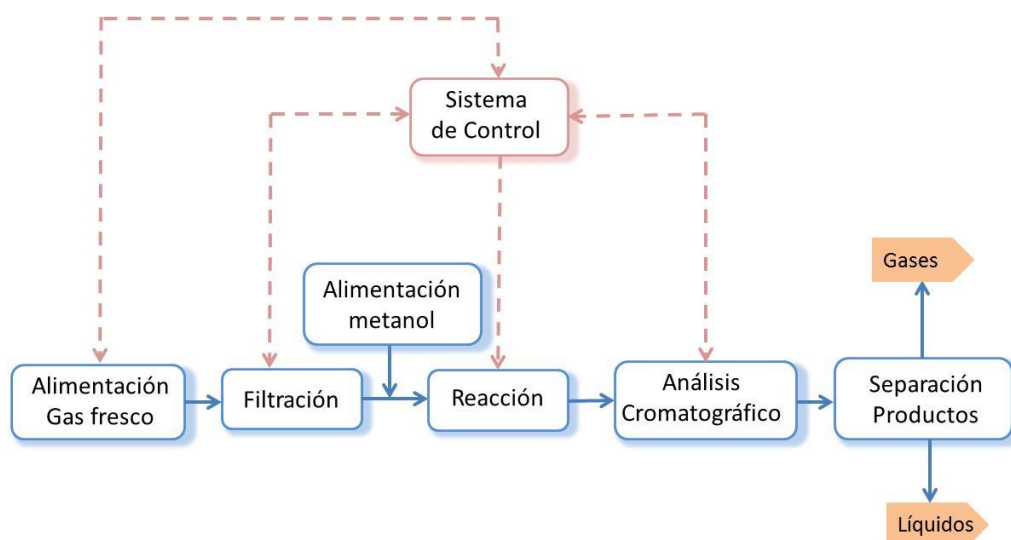 Sistema
de Control
Gases
Alimentación
metanol
Alimentación
Gas fresco
Filtración
Reacción
Análisis
Cromatográfico
Separación
Productos
Líquidos